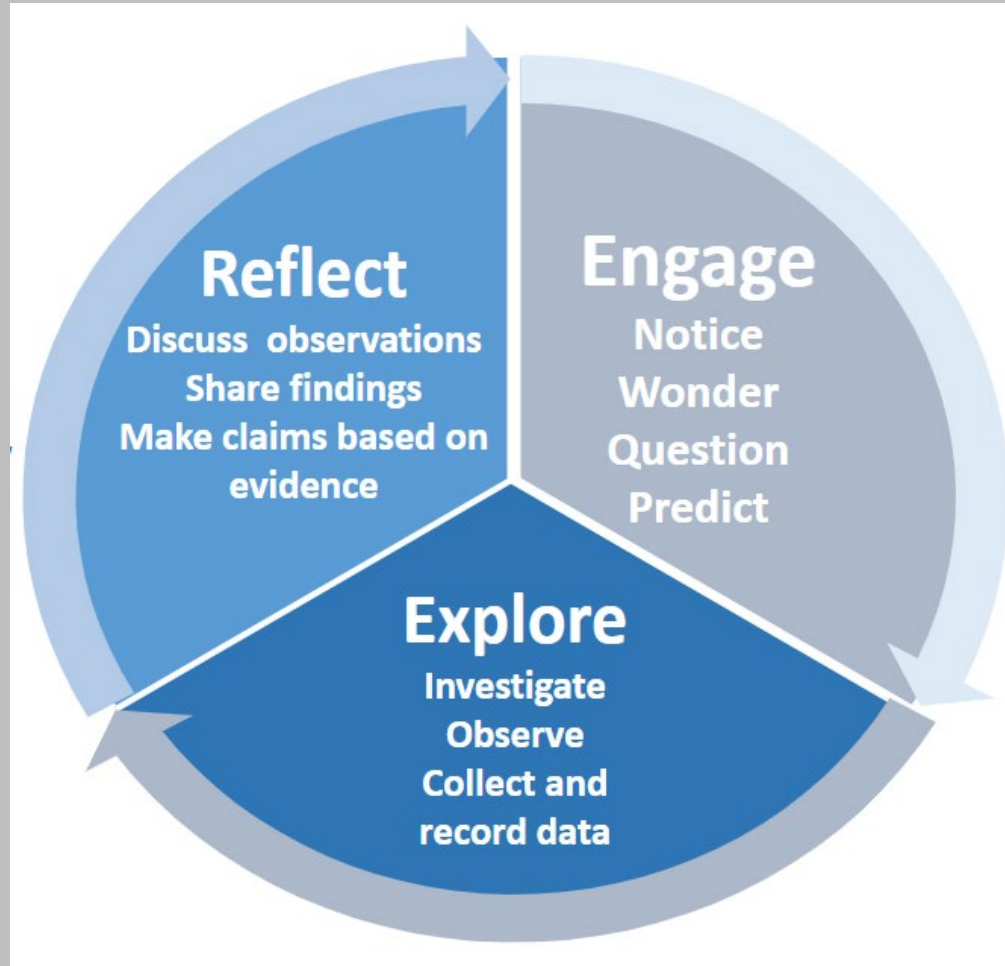 Reflect
Discuss observations
Share findings
Make claims based on
evidence
Engage
Notice
Wonder
Question
Predict
Explore
Investigate
Observe
Collect and
record data